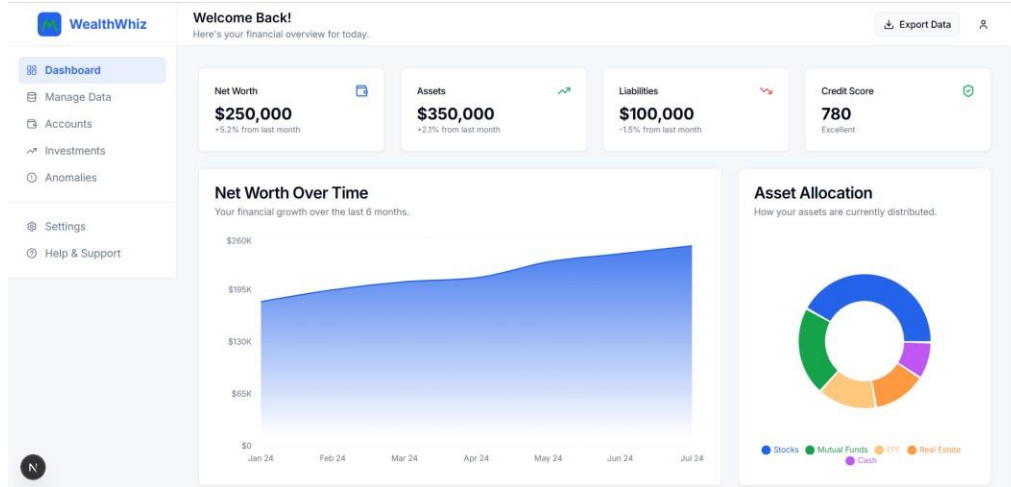 WealthWhiz
Welcome Back!
Here's your financial overview for today.
Export Data
Dashboard
Manage Data
Accounts
Investments
Anomalies
Settings
Help & Support
Net Worth
$250,000
+5.2% from last month
Assets
$350,000
+2.1% from last month
Liabilities
$100,000
-1.5% from last month
Credit Score
780
Excellent
Net Worth Over Time
Your financial growth over the last 6 months.
$260K
$195K
$130K
$65K
$0
Jan 24 Feb 24 Mar 24 Apr 24 May 24 Jun 24 Jul 24
Asset Allocation
How your assets are currently distributed.
Stocks Mutual Funds EPF Real Estate
Cash
N